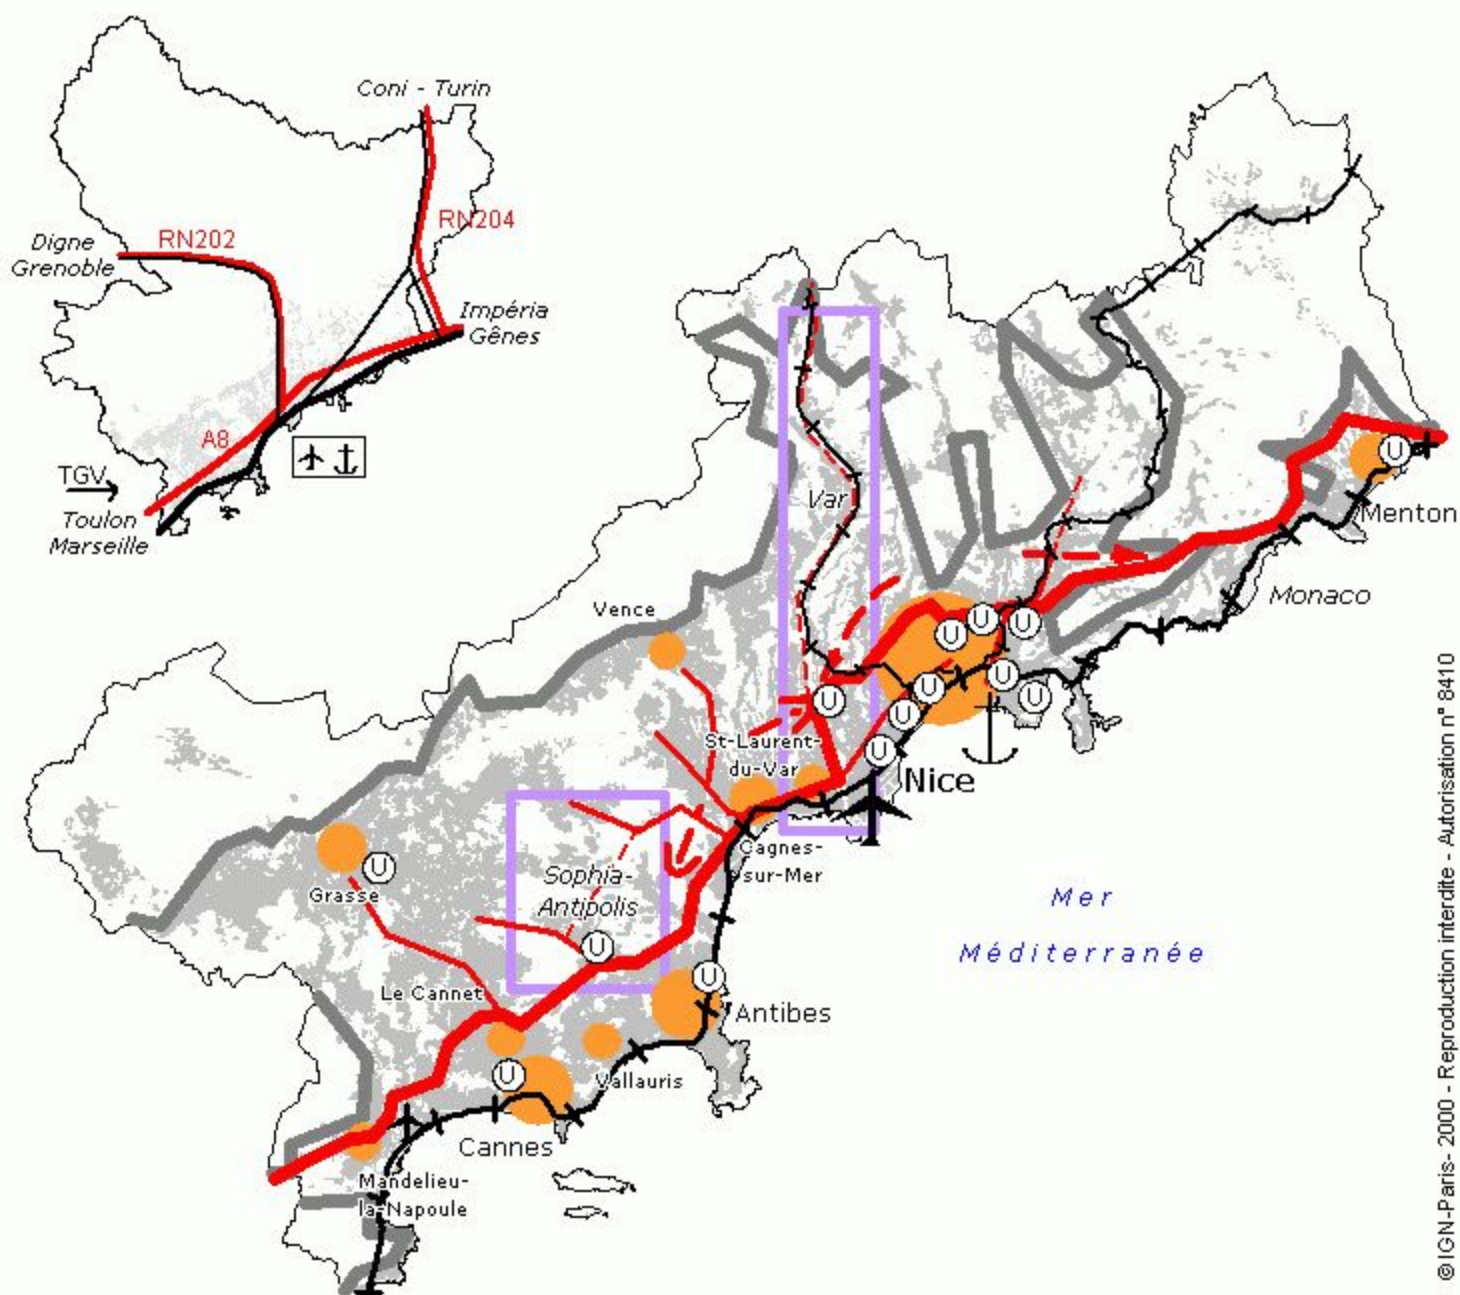 Coni - Turin
RN204
RN202
Digne
Grenoble
Impéria
Gênes
A8
TGV
Toulon
Marseille
Var
Menton
Monaco
Vence
St-Laurent-
du-Var
Nice
Cagnes-
sur-Mer
Sophia-
Antipolis
Grasse
Le Cannet
Antibes
Vallauris
Cannes
Mandelieu-
la-Napoule
Mer
Méditerranée
U
U
U
U
U
U
U
U
U
U
U
U
U
U
© IGN-Paris- 2000 - Reproduction interdite - Autorisation n° 8410